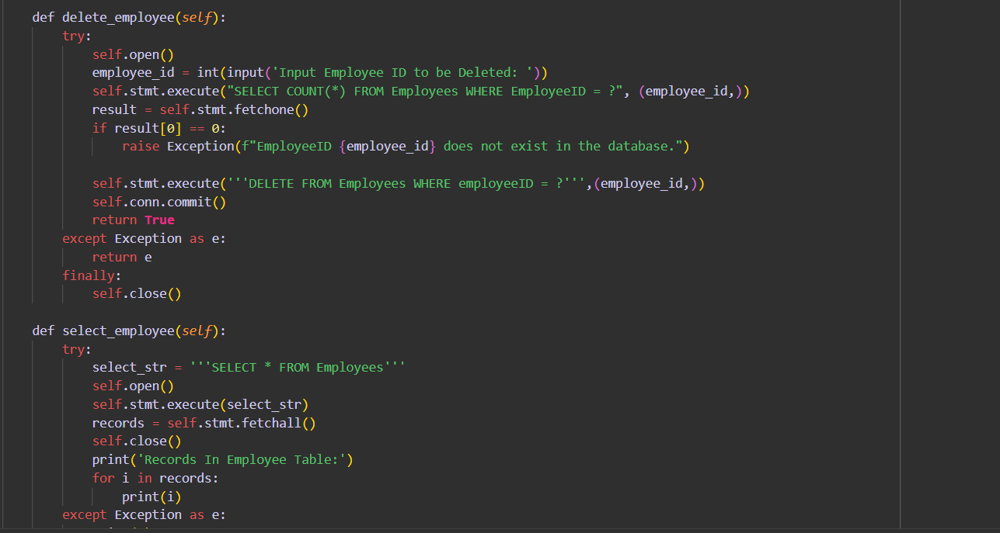 def delete_employee(self):
    try:
        self.open()
        employee_id = int(input('Input Employee ID to be Deleted: '))
        self.stmt.execute("SELECT COUNT(*) FROM Employees WHERE EmployeeID = ?", (employee_id,))
        result = self.stmt.fetchone()
        if result[0] == 0:
            raise Exception(f"EmployeeID {employee_id} does not exist in the database.")

        self.stmt.execute('''DELETE FROM Employees WHERE employeeID = ?''',(employee_id,))
        self.conn.commit()
        return True
    except Exception as e:
        return e
    finally:
        self.close()

def select_employee(self):
    try:
        select_str = '''SELECT * FROM Employees'''
        self.open()
        self.stmt.execute(select_str)
        records = self.stmt.fetchall()
        self.close()
        print('Records In Employee Table:')
        for i in records:
            print(i)
    except Exception as e: